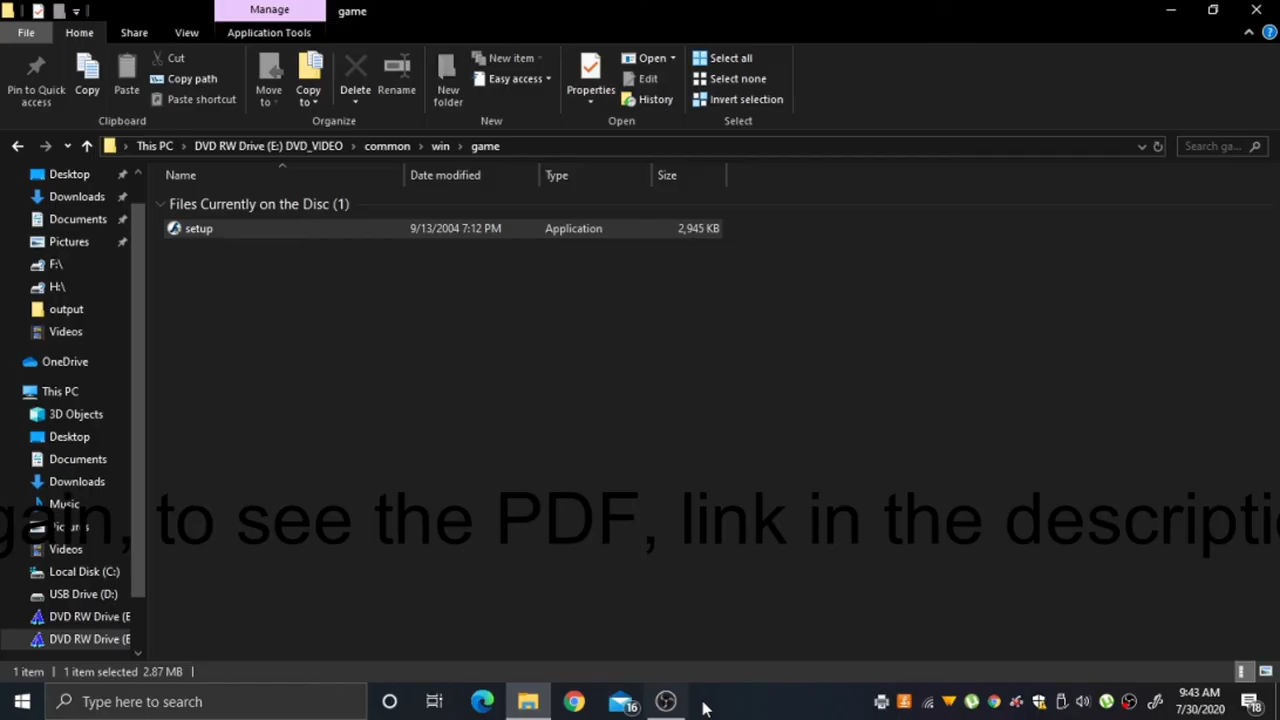 Manage
game
File
Home
Share
View
Application Tools
Pin to Quick access
Copy
Paste
Cut
Copy path
Paste shortcut
Clipboard
Move to
Copy to
Delete
Rename
Organize
New folder
New item
Easy access
New
Properties
Open
Edit
History
Open
Select all
Select none
Invert selection
Select
This PC > DVD RW Drive (E:) DVD_VIDEO > common > win > game
Search ga...
Name Date modified Type Size
Files Currently on the Disc (1)
setup 9/13/2004 7:12 PM Application 2,945 KB
Desktop
Downloads
Documents
Pictures
F:\
H:\
output
Videos
OneDrive
This PC
3D Objects
Desktop
Documents
Downloads
Music
Pictures
Videos
Local Disk (C:)
USB Drive (D:)
DVD RW Drive (E
DVD RW Drive (E
gain, to see the PDF, link in the descripti
1 item 1 item selected 2.87 MB
Type here to search
16
9:43 AM
7/30/2020
18